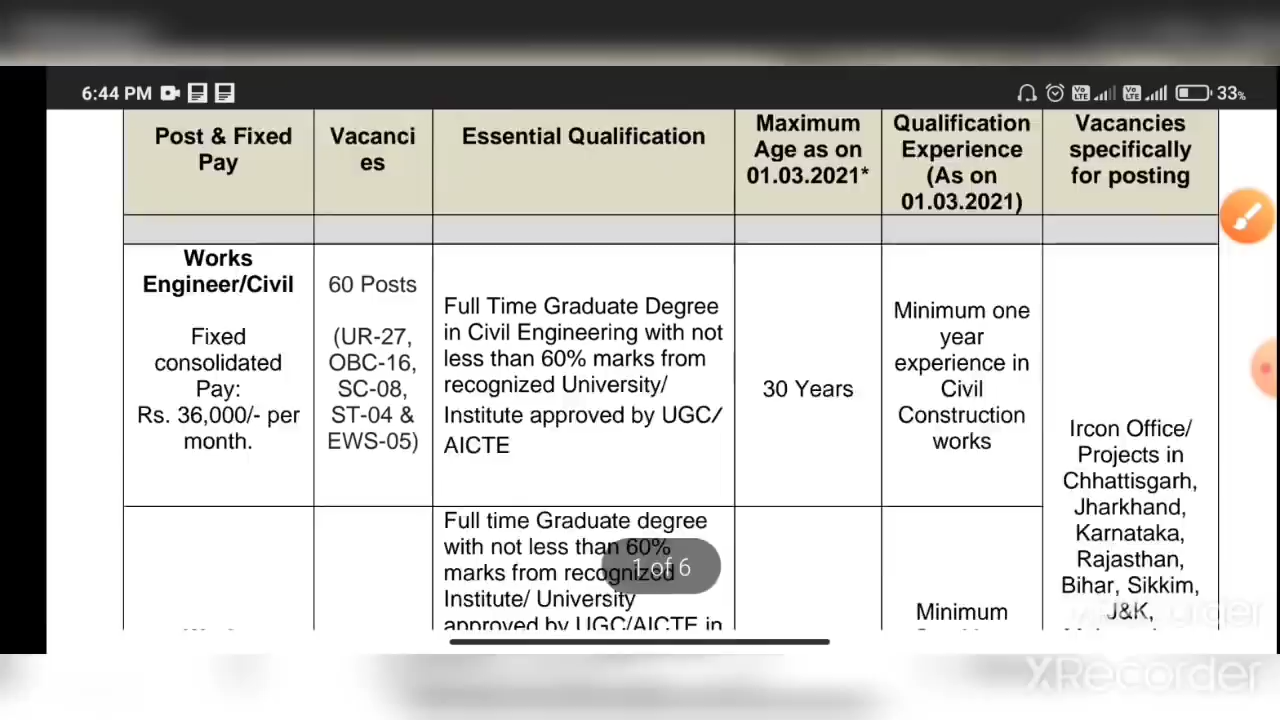 6:44 PM
33%
Post & Fixed
Pay
Vacanci
es
Essential Qualification
Maximum
Age as on
01.03.2021*
Qualification
Experience
(As on
01.03.2021)
Vacancies
specifically
for posting
Works
Engineer/Civil
Fixed
consolidated
Pay:
Rs. 36,000/- per
month.
60 Posts
(UR-27,
OBC-16,
SC-08,
ST-04 &
EWS-05)
Full Time Graduate Degree
in Civil Engineering with not
less than 60% marks from
recognized University/
Institute approved by UGC/
AICTE
30 Years
Minimum one
year
experience in
Civil
Construction
works
Ircon Office/
Projects in
Chhattisgarh,
Jharkhand,
Karnataka,
Rajasthan,
Bihar, Sikkim,
J&K,
Full time Graduate degree
with not less than 60%
marks from recognized
Institute/ University
approved by UGC/AICTE in
Minimum
1 of 6
XRecorder